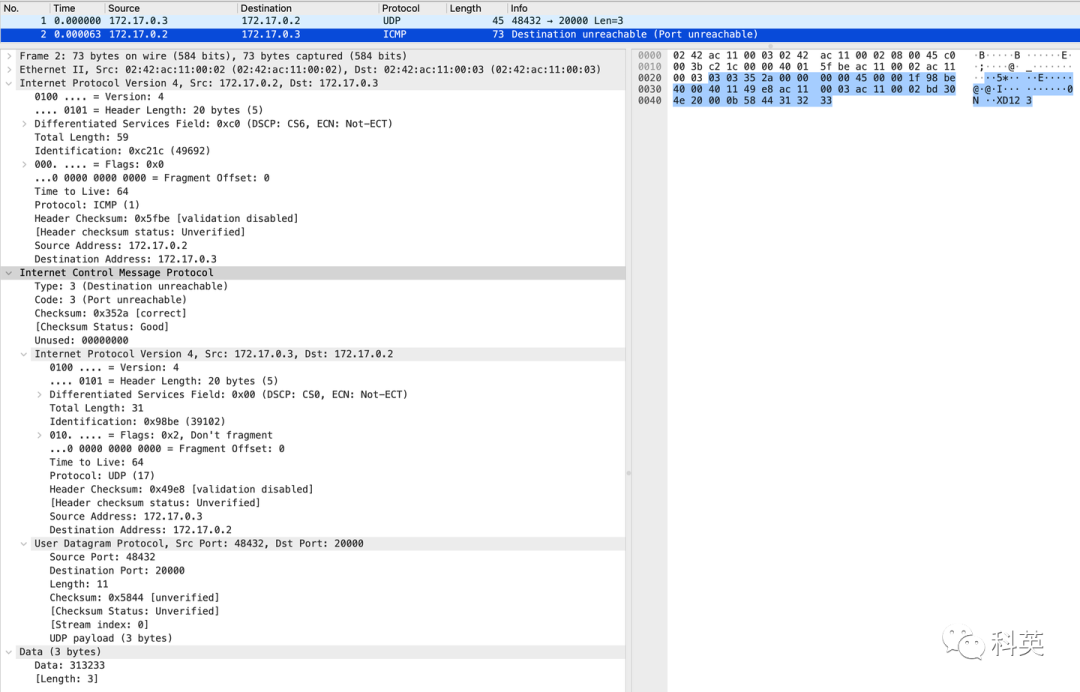 No. Time Source Destination Protocol Length Info
1 0.000000 172.17.0.3 172.17.0.2 UDP 45 48432 → 20000 Len=3
2 0.000063 172.17.0.2 172.17.0.3 ICMP 73 Destination unreachable (Port unreachable)
Frame 2: 73 bytes on wire (584 bits), 73 bytes captured (584 bits)
Ethernet II, Src: 02:42:ac:11:00:02 (02:42:ac:11:00:02), Dst: 02:42:ac:11:00:03 (02:42:ac:11:00:03)
Internet Protocol Version 4, Src: 172.17.0.2, Dst: 172.17.0.3
0100 .... = Version: 4
.... 0101 = Header Length: 20 bytes (5)
Differentiated Services Field: 0xc0 (DSCP: CS6, ECN: Not-ECT)
Total Length: 59
Identification: 0xc21c (49692)
000. .... = Flags: 0x0
...0 0000 0000 0000 = Fragment Offset: 0
Time to Live: 64
Protocol: ICMP (1)
Header Checksum: 0x5fbe [validation disabled]
[Header checksum status: Unverified]
Source Address: 172.17.0.2
Destination Address: 172.17.0.3
Internet Control Message Protocol
Type: 3 (Destination unreachable)
Code: 3 (Port unreachable)
Checksum: 0x352a [correct]
[Checksum Status: Good]
Unused: 00000000
Internet Protocol Version 4, Src: 172.17.0.3, Dst: 172.17.0.2
0100 .... = Version: 4
.... 0101 = Header Length: 20 bytes (5)
Differentiated Services Field: 0x00 (DSCP: CS0, ECN: Not-ECT)
Total Length: 31
Identification: 0x98be (39102)
010. .... = Flags: 0x2, Don't fragment
...0 0000 0000 0000 = Fragment Offset: 0
Time to Live: 64
Protocol: UDP (17)
Header Checksum: 0x49e8 [validation disabled]
[Header checksum status: Unverified]
Source Address: 172.17.0.3
Destination Address: 172.17.0.2
User Datagram Protocol, Src Port: 48432, Dst Port: 20000
Source Port: 48432
Destination Port: 20000
Length: 11
Checksum: 0x5844 [unverified]
[Checksum Status: Unverified]
[Stream index: 0]
UDP payload (3 bytes)
Data (3 bytes)
Data: 313233
[Length: 3]
0000 02 42 ac 11 00 03 02 42 ac 11 00 02 08 00 45 c0 ·B·····B ······E·
0010 00 3b c2 1c 00 00 40 01 5f be ac 11 00 02 ac 11 ·;····@· _·······
0020 00 03 03 03 35 2a 00 00 00 00 45 00 00 1f 98 be ····5*·· ··E·····
0030 40 00 40 11 49 e8 ac 11 00 03 ac 11 00 02 bd 30 @·@·I··· ·······0
0040 4e 20 00 0b 58 44 31 32 33 N ··XD12 3
科英